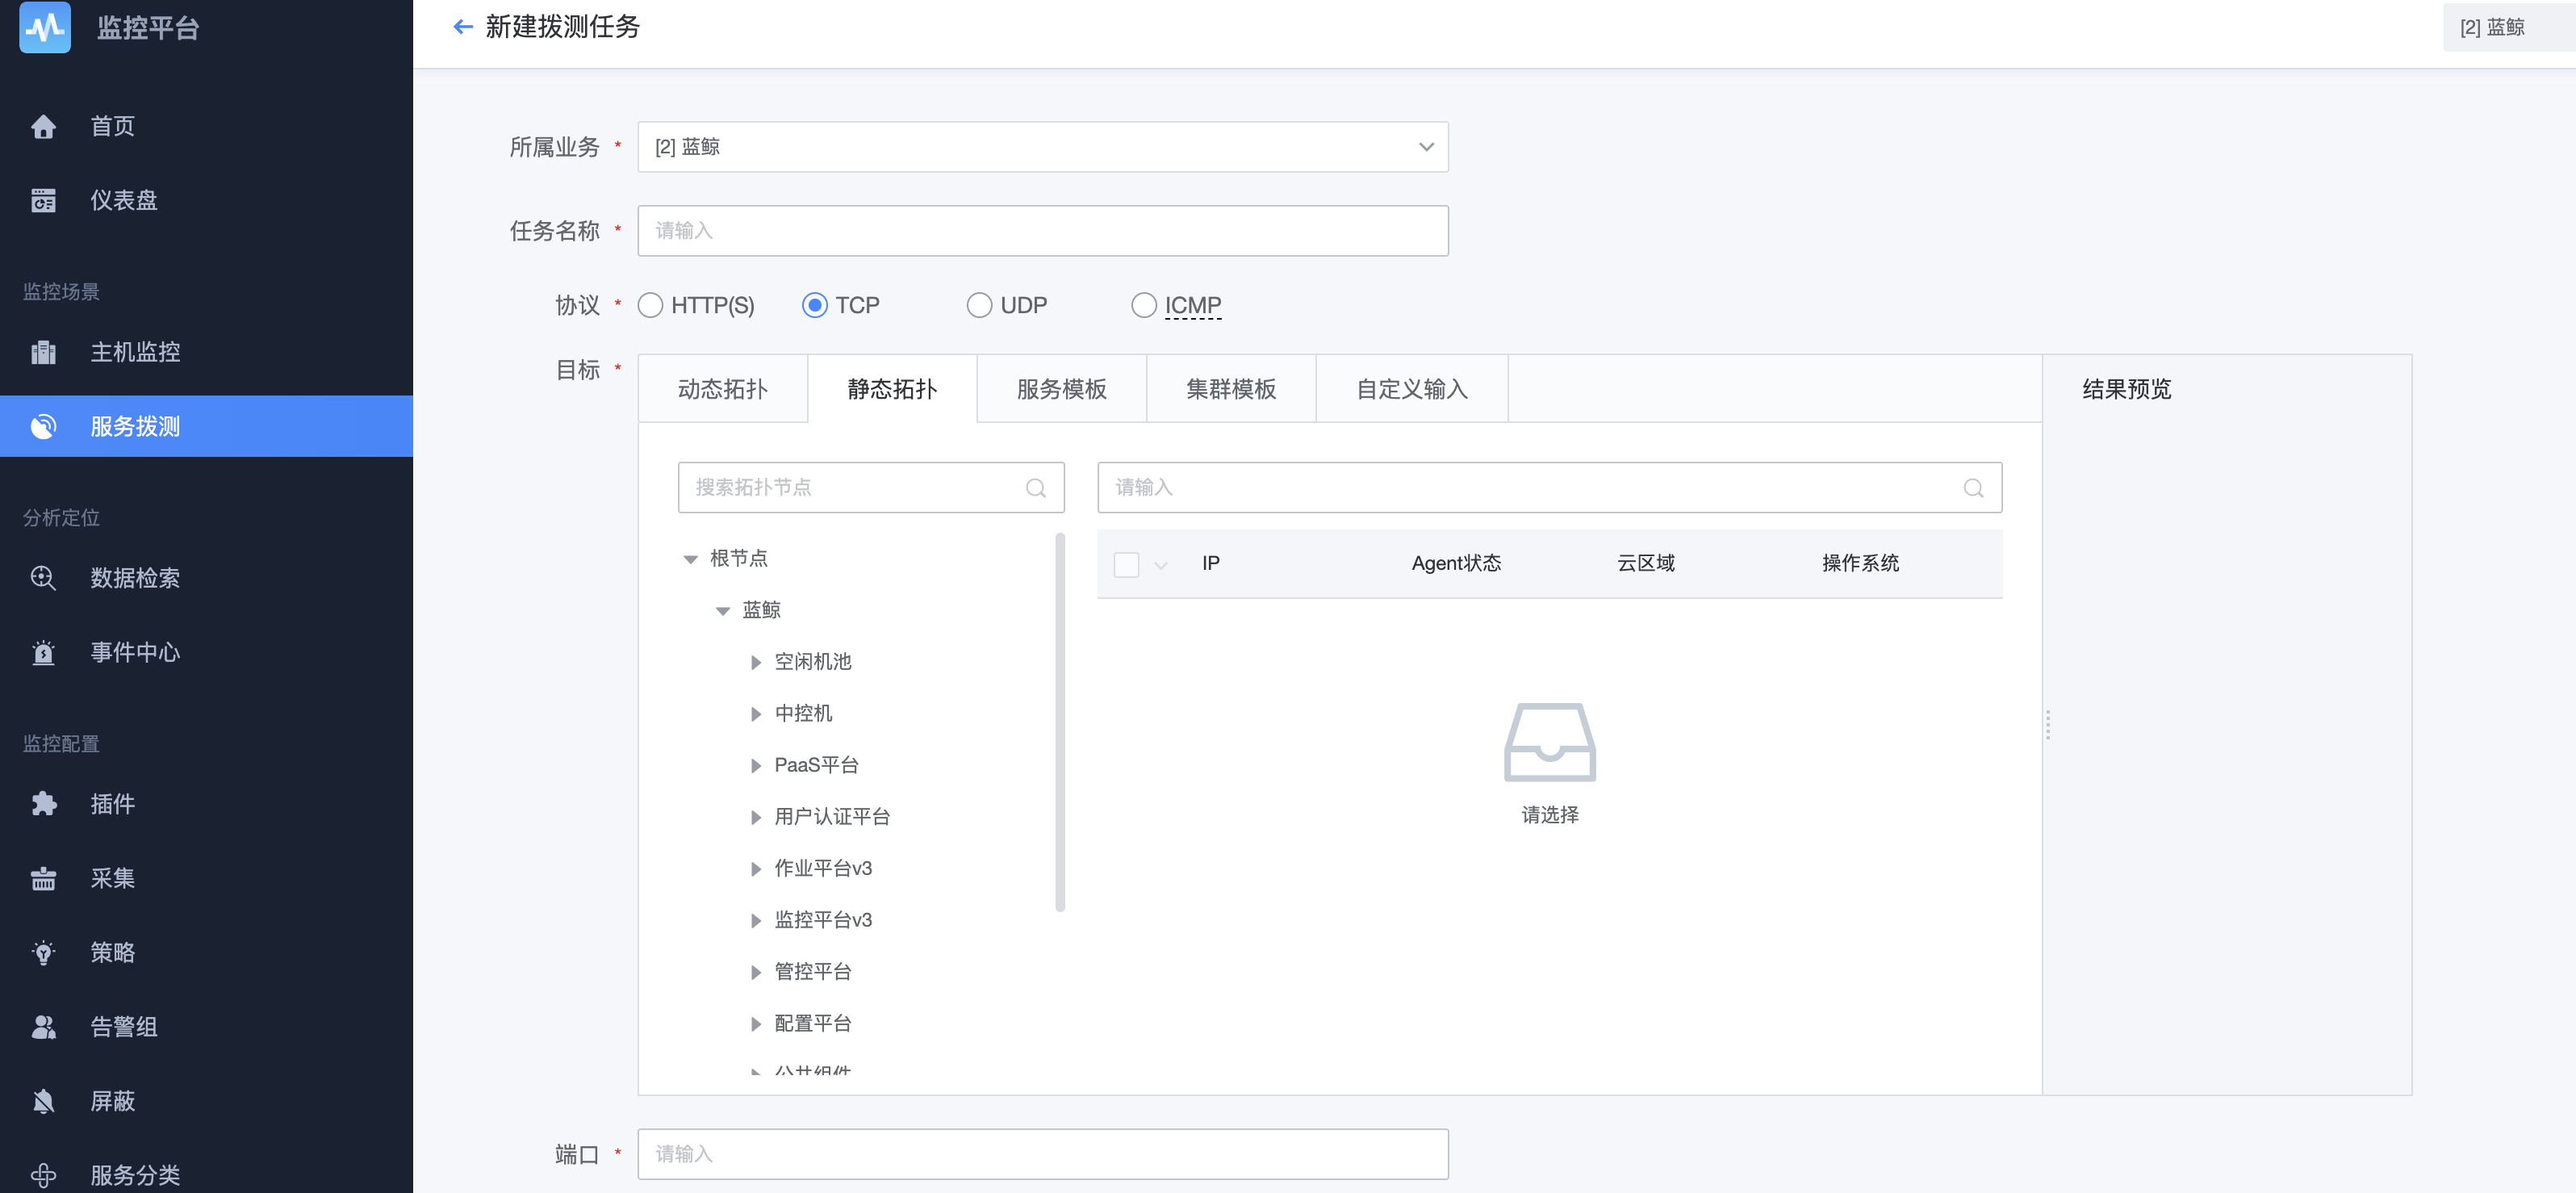 监控平台
首页
仪表盘
监控场景
主机监控
服务拨测
分析定位
数据检索
事件中心
监控配置
插件
采集
策略
告警组
屏蔽
服务分类
新建拨测任务
[2] 蓝鲸
所属业务 *
[2] 蓝鲸
任务名称 *
请输入
协议 *
HTTP(S) TCP UDP ICMP
目标 *
动态拓扑 静态拓扑 服务模板 集群模板 自定义输入
结果预览
搜索拓扑节点
请输入
根节点
蓝鲸
空闲机池
中控机
PaaS平台
用户认证平台
作业平台v3
监控平台v3
管控平台
配置平台
公共组件
IP Agent状态 云区域 操作系统
请选择
端口 *
请输入